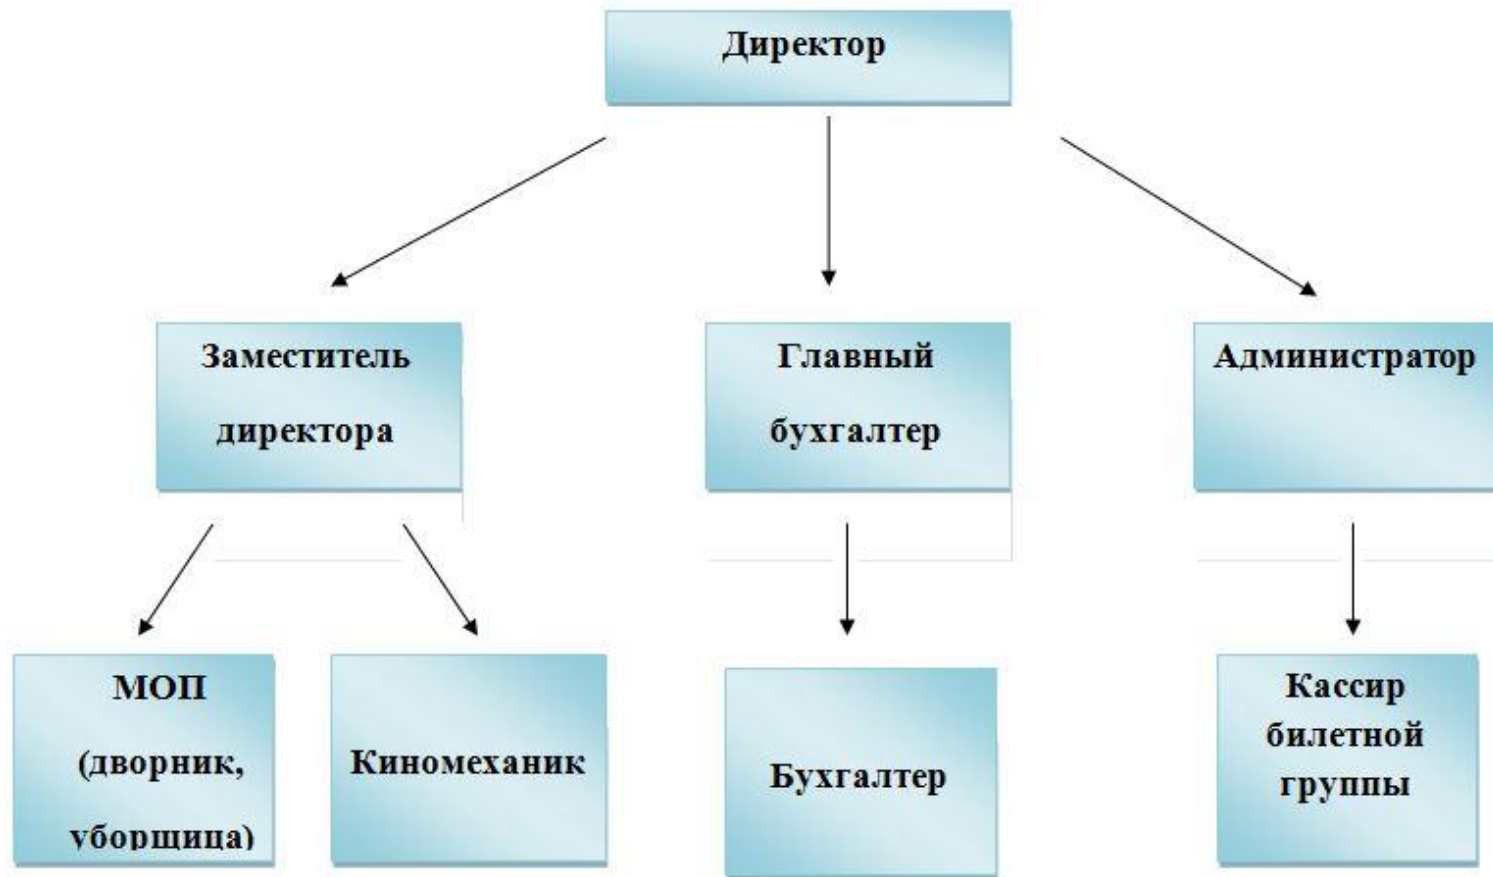 Директор
Заместитель
директора
Главный
бухгалтер
Администратор
МОП
(дворник,
уборщица)
Киномеханик
Бухгалтер
Кассир
билетной
группы